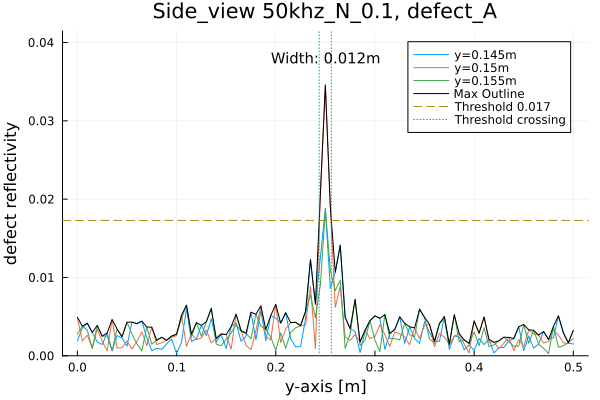 Side_view 50khz_N_0.1, defect_A
Width: 0.012m
y=0.145m
y=0.15m
y=0.155m
Max Outline
Threshold 0.017
Threshold crossing
defect reflectivity
0.04
0.03
0.02
0.01
0.00
0.0 0.1 0.2 0.3 0.4 0.5
y-axis [m]